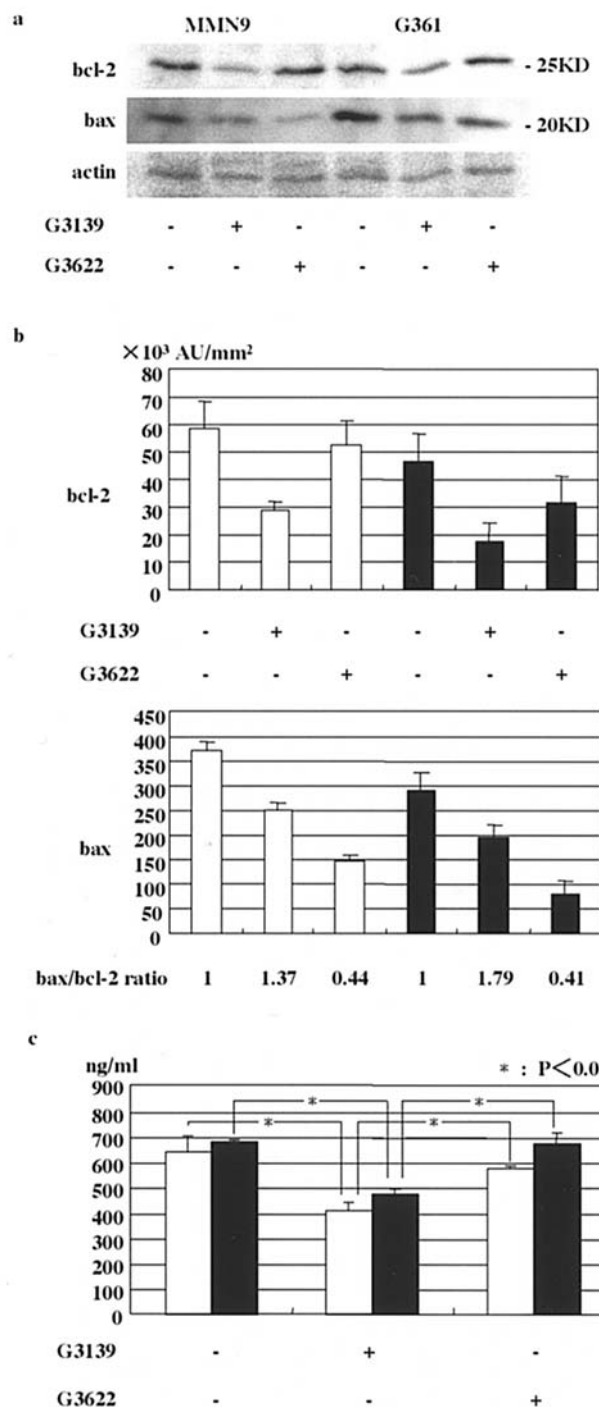 a
MMN9 G361
bcl-2 - 25KD
bax - 20KD
actin
G3139 - + - - + -
G3622 - - + - - +
b
×10³ AU/mm²
80
70
60
50
bcl-2 40
30
20
10
0
G3139 - + - - + -
G3622 - - + - - +
450
400
350
300
250
bax 200
150
100
50
0
bax/bcl-2 ratio 1 1.37 0.44 1 1.79 0.41
c
ng/ml * : P<0.0
900
800
* *
700 * *
600
500
400
300
200
100
0
G3139 - + -
G3622 - - +